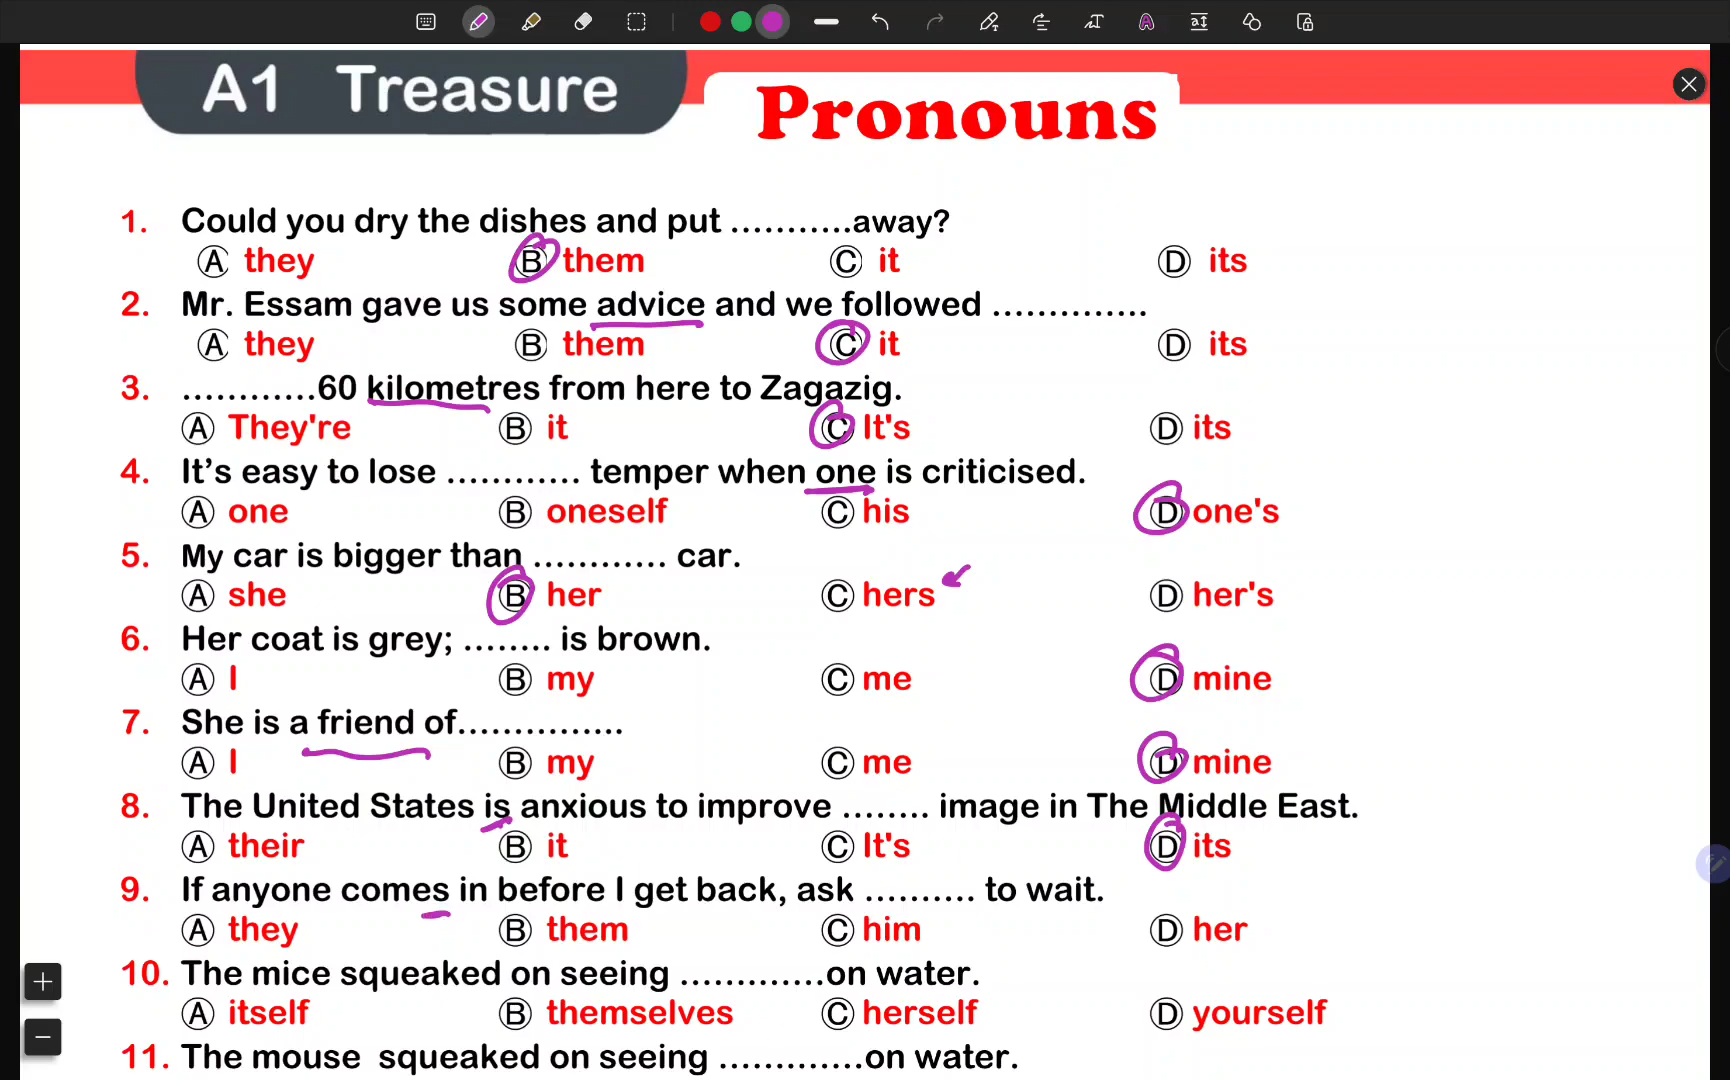 A1 Treasure
Pronouns
1. Could you dry the dishes and put ............away?
Ⓐ they Ⓑ them Ⓒ it Ⓓ its
2. Mr. Essam gave us some advice and we followed ..............
Ⓐ they Ⓑ them Ⓒ it Ⓓ its
3. ............60 kilometres from here to Zagazig.
Ⓐ They're Ⓑ it Ⓒ It's Ⓓ its
4. It’s easy to lose ............ temper when one is criticised.
Ⓐ one Ⓑ oneself Ⓒ his Ⓓ one's
5. My car is bigger than ............ car.
Ⓐ she Ⓑ her Ⓒ hers Ⓓ her's
6. Her coat is grey; ........ is brown.
Ⓐ I Ⓑ my Ⓒ me Ⓓ mine
7. She is a friend of...............
Ⓐ I Ⓑ my Ⓒ me Ⓓ mine
8. The United States is anxious to improve ........ image in The Middle East.
Ⓐ their Ⓑ it Ⓒ It's Ⓓ its
9. If anyone comes in before I get back, ask .......... to wait.
Ⓐ they Ⓑ them Ⓒ him Ⓓ her
10. The mice squeaked on seeing .............on water.
Ⓐ itself Ⓑ themselves Ⓒ herself Ⓓ yourself
11. The mouse squeaked on seeing .............on water.